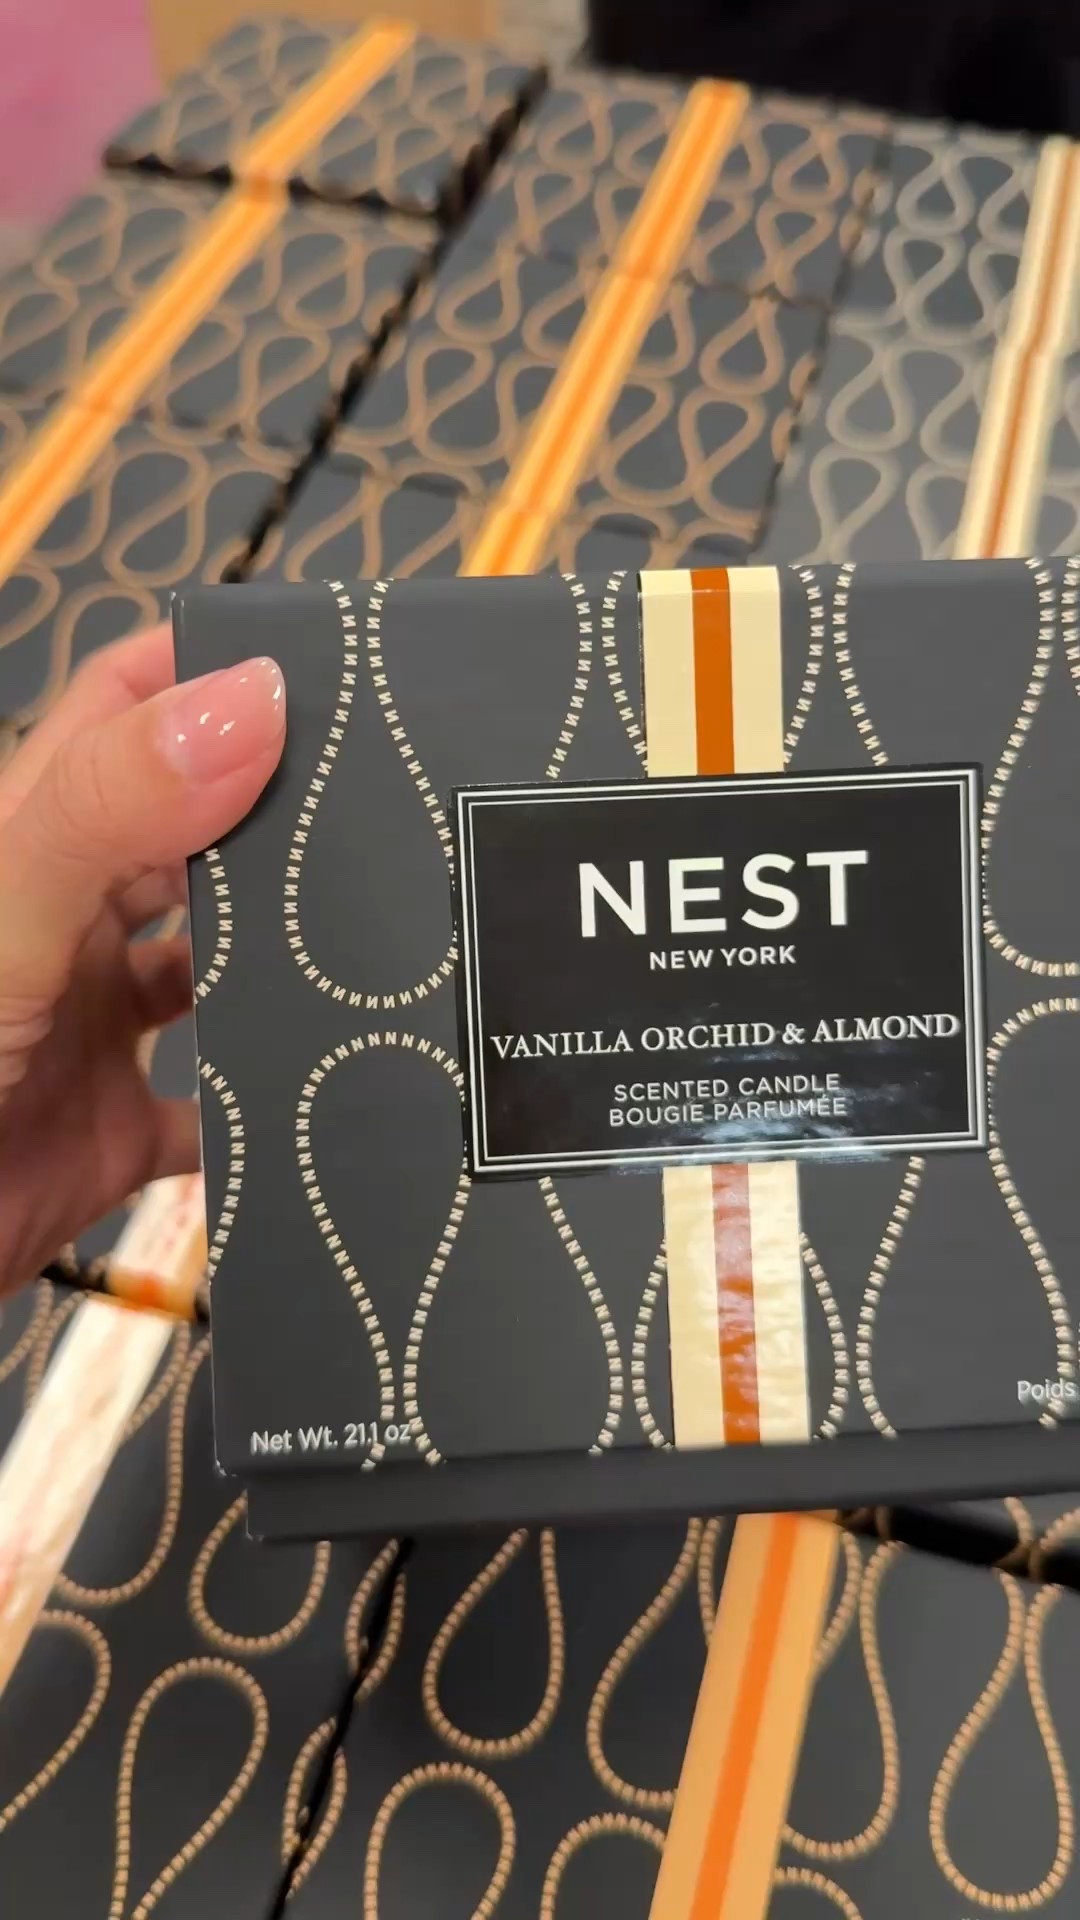 NEST
NEW YORK
VANILLA ORCHID & ALMOND
SCENTED CANDLE
BOUGIE PARFUMÉE
Net Wt. 21.1 oz
Poids